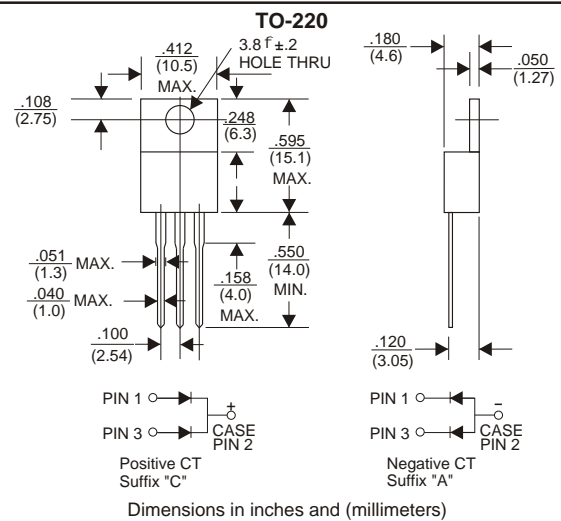 TO-220
.412
(10.5)
MAX.
3.8 f ±.2
HOLE THRU
.180
(4.6)
.050
(1.27)
.108
(2.75)
.248
(6.3)
.595
(15.1)
MAX.
.051
(1.3) MAX.
.550
(14.0)
MIN.
.158
(4.0)
MAX.
.040
(1.0) MAX.
.100
(2.54)
.120
(3.05)
PIN 1
+
PIN 3
CASE
PIN 2
Positive CT
Suffix "C"
PIN 1
−
PIN 3
CASE
PIN 2
Negative CT
Suffix "A"
Dimensions in inches and (millimeters)